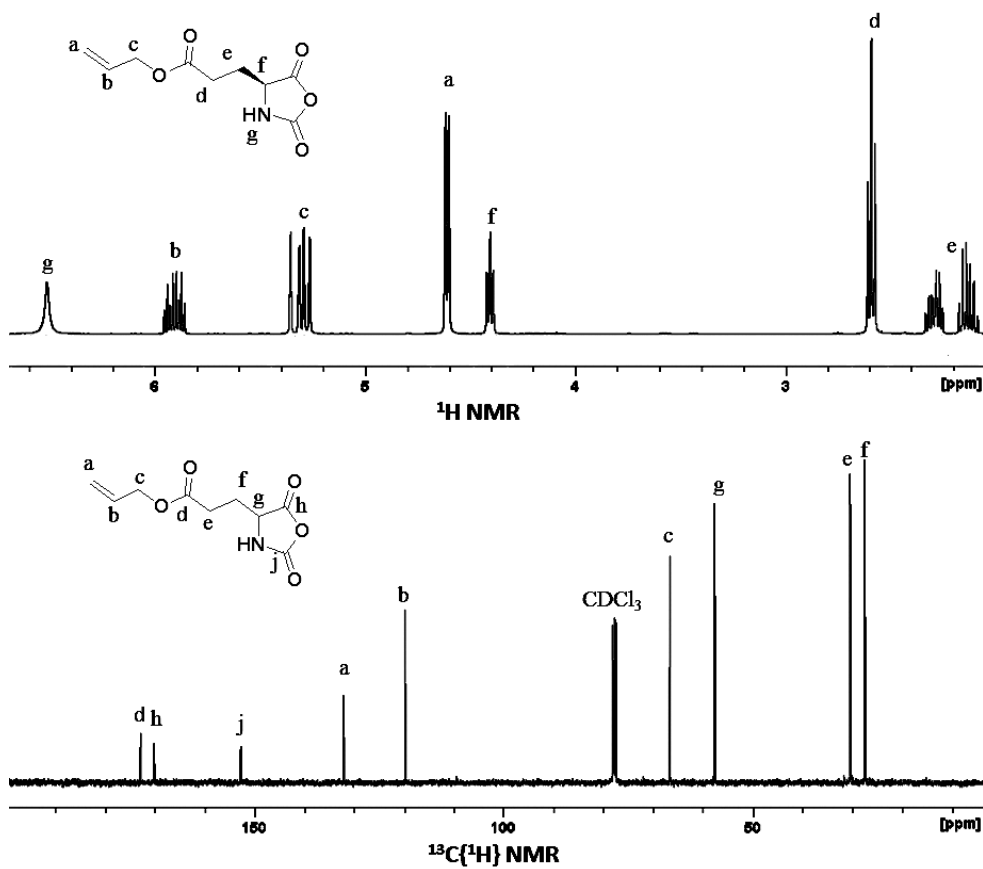 d
a
e
f
c
O
O
a
c
b
O
d
O
HN
g
O
f
c
b
e
g
6
5
4
3
[ppm]
¹H NMR
e
f
g
a
c
f
O
O
g
h
b
O
d
e
O
HN
j
O
c
CDCl₃
b
a
d
h
j
150
100
50
[ppm]
¹³C{¹H} NMR